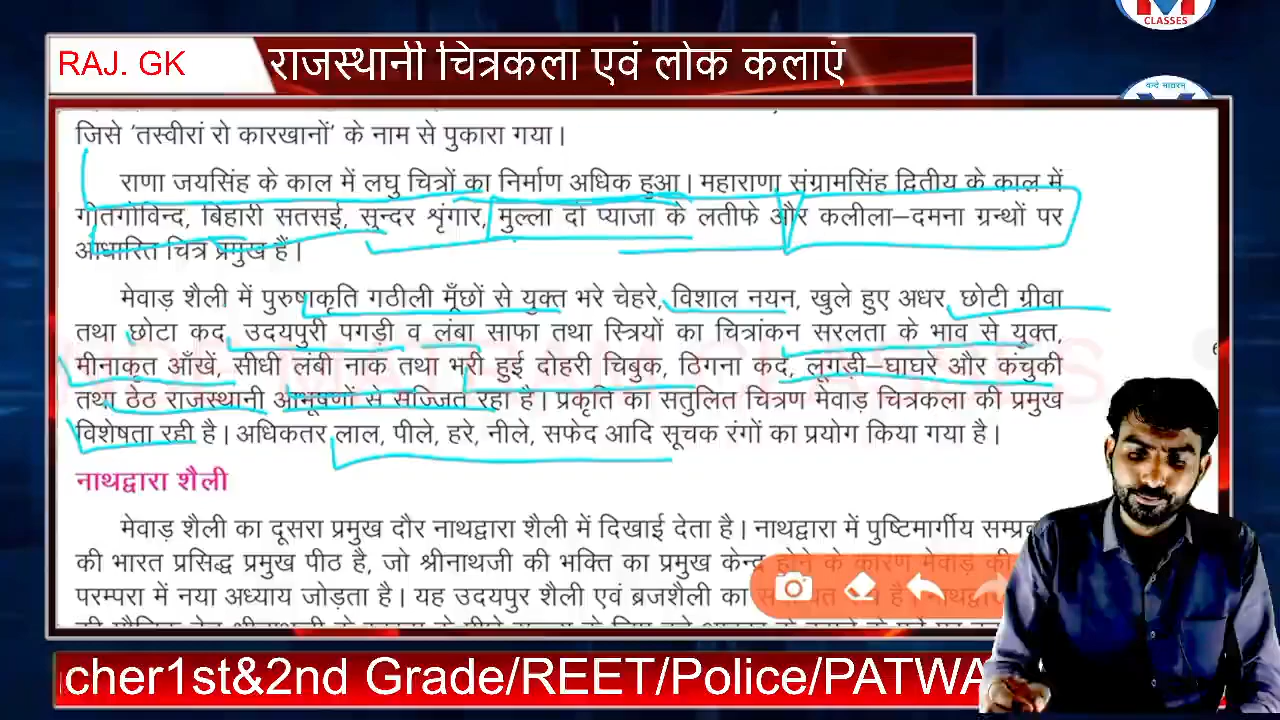 CLASSES
RAJ. GK
राजस्थानी चित्रकला एवं लोक कलाएं
वन्दे मातरम्
जिसे 'तस्वीरां रो कारखानों' के नाम से पुकारा गया।
राणा जयसिंह के काल में लघु चित्रों का निर्माण अधिक हुआ। महाराणा संग्रामसिंह द्वितीय के काल में
गीतगोविन्द, बिहारी सतसई, सुन्दर श्रृंगार, मुल्ला दो प्याजा के लतीफे और कलीला–दमना ग्रन्थों पर
आधारित चित्र प्रमुख हैं।
मेवाड़ शैली में पुरुषाकृति गठीली मूँछों से युक्त भरे चेहरे, विशाल नयन, खुले हुए अधर, छोटी ग्रीवा
तथा छोटा कद, उदयपुरी पगड़ी व लंबा साफा तथा स्त्रियों का चित्रांकन सरलता के भाव से युक्त,
मीनाकृत आँखें, सीधी लंबी नाक तथा भरी हुई दोहरी चिबुक, ठिगना कद, लूगड़ी–घाघरे और कंचुकी
तथा ठेठ राजस्थानी आभूषणों से सज्जित रहा है। प्रकृति का संतुलित चित्रण मेवाड़ चित्रकला की प्रमुख
विशेषता रही है। अधिकतर लाल, पीले, हरे, नीले, सफेद आदि सूचक रंगों का प्रयोग किया गया है।
नाथद्वारा शैली
मेवाड़ शैली का दूसरा प्रमुख दौर नाथद्वारा शैली में दिखाई देता है। नाथद्वारा में पुष्टिमार्गीय
की भारत प्रसिद्ध प्रमुख पीठ है, जो श्रीनाथजी की भक्ति का प्रमुख केन्द्र होने के कारण मेवाड़ की
परम्परा में नया अध्याय जोड़ता है। यह उदयपुर शैली एवं ब्रजशैली का
cher1st&2nd Grade/REET/Police/PATWA